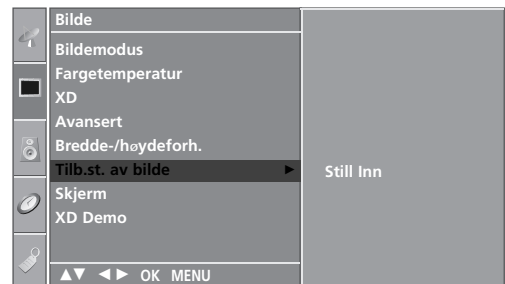 Bilde
Bildemodus
Fargetemperatur
XD
Avansert
Bredde-/høydeforh.
Tilb.st. av bilde ► Still Inn
Skjerm
XD Demo
▲▼ ◄► OK MENU